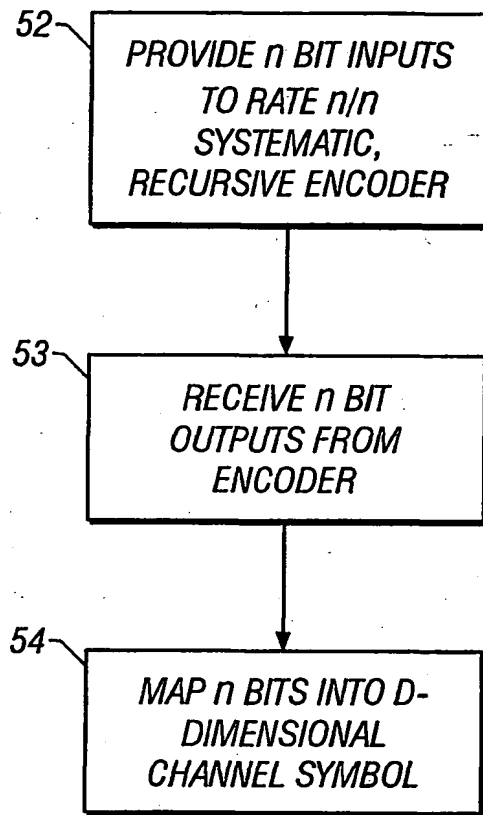 52
PROVIDE n BIT INPUTS
TO RATE n/n
SYSTEMATIC,
RECURSIVE ENCODER
53
RECEIVE n BIT
OUTPUTS FROM
ENCODER
54
MAP n BITS INTO D-
DIMENSIONAL
CHANNEL SYMBOL